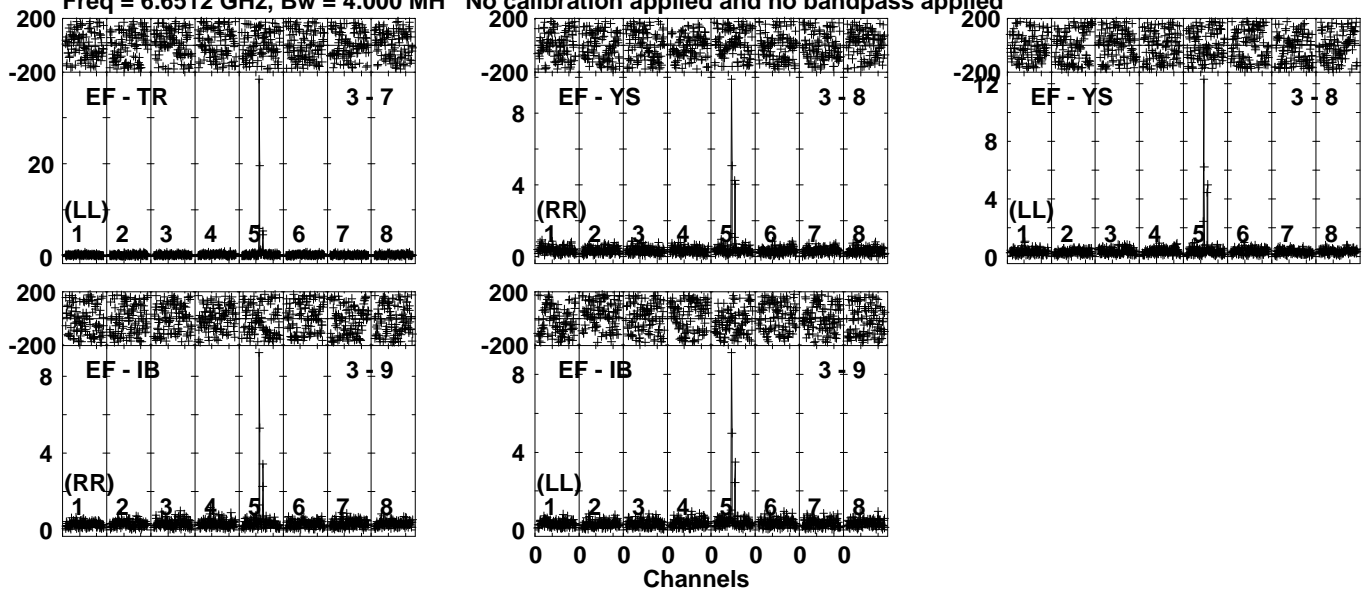 Freq = 6.6512 GHz, Bw = 4.000 MH No calibration applied and no bandpass applied
200
-200
EF - TR 3 - 7
20
(LL)
1 2 3 4 5 6 7 8
0
200
-200
EF - YS 3 - 8
8
4
(RR)
1 2 3 4 5 6 7 8
0
200
-200
12
EF - YS 3 - 8
8
4
(LL)
1 2 3 4 5 6 7 8
0
200
-200
EF - IB 3 - 9
8
4
(RR)
1 2 3 4 5 6 7 8
0
200
-200
EF - IB 3 - 9
8
4
(LL)
1 2 3 4 5 6 7 8
0
0 0 0 0 0 0 0 0
Channels